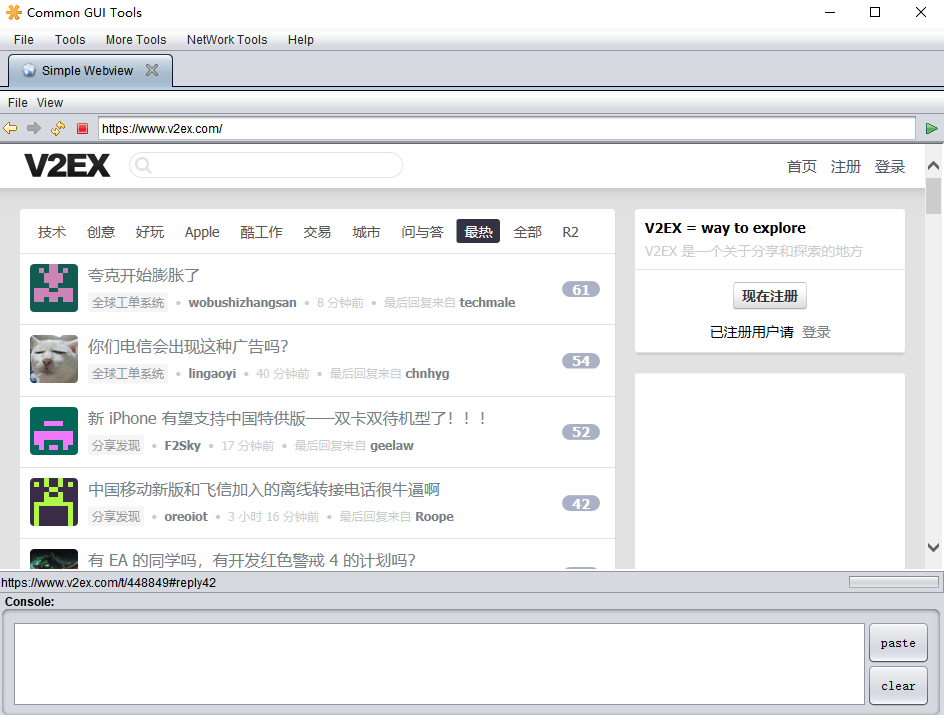 Common GUI Tools
File Tools More Tools NetWork Tools Help
Simple Webview
File View
https://www.v2ex.com/
V2EX 首页 注册 登录
技术 创意 好玩 Apple 酷工作 交易 城市 问与答 最热 全部 R2
夸克开始膨胀了
全球工单系统 • wobushizhangsan • 8 分钟前 • 最后回复来自 techmale
61
你们电信会出现这种广告吗?
全球工单系统 • lingaoyi • 40 分钟前 • 最后回复来自 chnhyg
54
新 iPhone 有望支持中国特供版——双卡双待机型了！！！
分享发现 • F2Sky • 17 分钟前 • 最后回复来自 geelaw
52
中国移动新版和飞信加入的离线转接电话很牛逼啊
分享发现 • oreoiot • 3 小时 16 分钟前 • 最后回复来自 Roope
42
有 EA 的同学吗，有开发红色警戒 4 的计划吗?
V2EX = way to explore
V2EX 是一个关于分享和探索的地方
现在注册
已注册用户请 登录
https://www.v2ex.com/t/448849#reply42
Console:
paste
clear